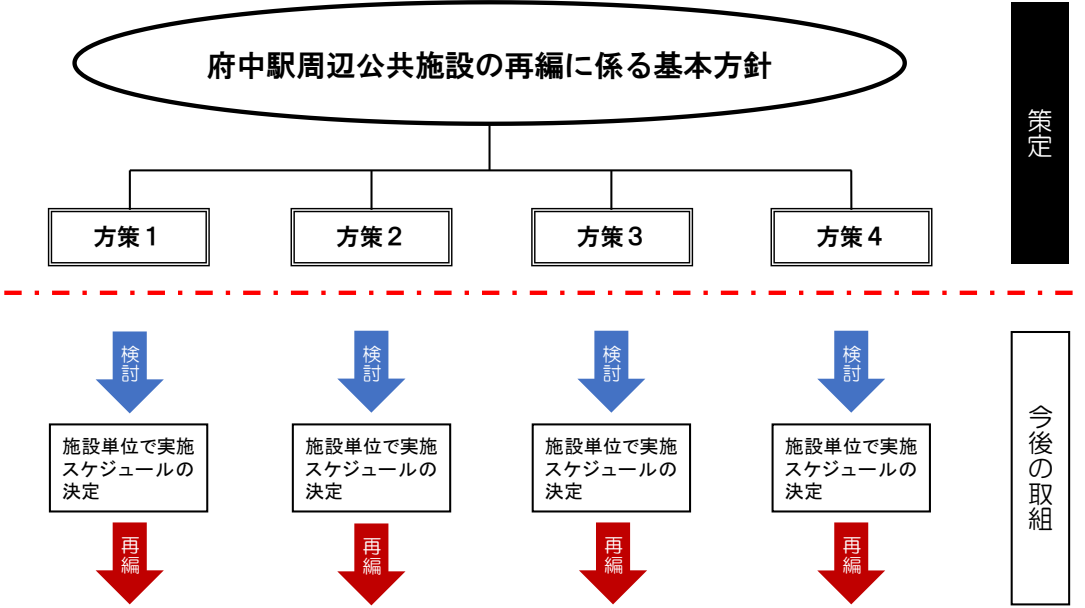 府中駅周辺公共施設の再編に係る基本方針
策定
方策１
方策２
方策３
方策４
検討
検討
検討
検討
今後の取組
施設単位で実施
スケジュールの
決定
施設単位で実施
スケジュールの
決定
施設単位で実施
スケジュールの
決定
施設単位で実施
スケジュールの
決定
再編
再編
再編
再編